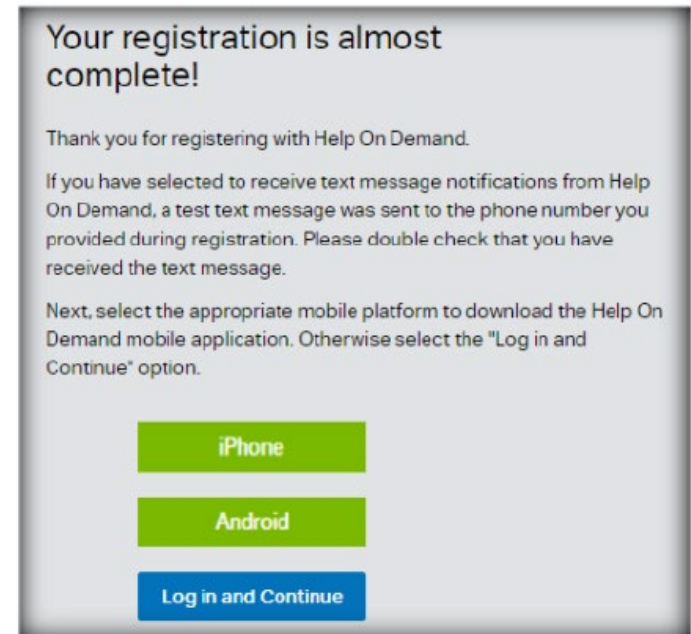 Your registration is almost
complete!
Thank you for registering with Help On Demand.
If you have selected to receive text message notifications from Help
On Demand, a test text message was sent to the phone number you
provided during registration. Please double check that you have
received the text message.
Next, select the appropriate mobile platform to download the Help On
Demand mobile application. Otherwise select the "Log in and
Continue" option.
iPhone
Android
Log in and Continue